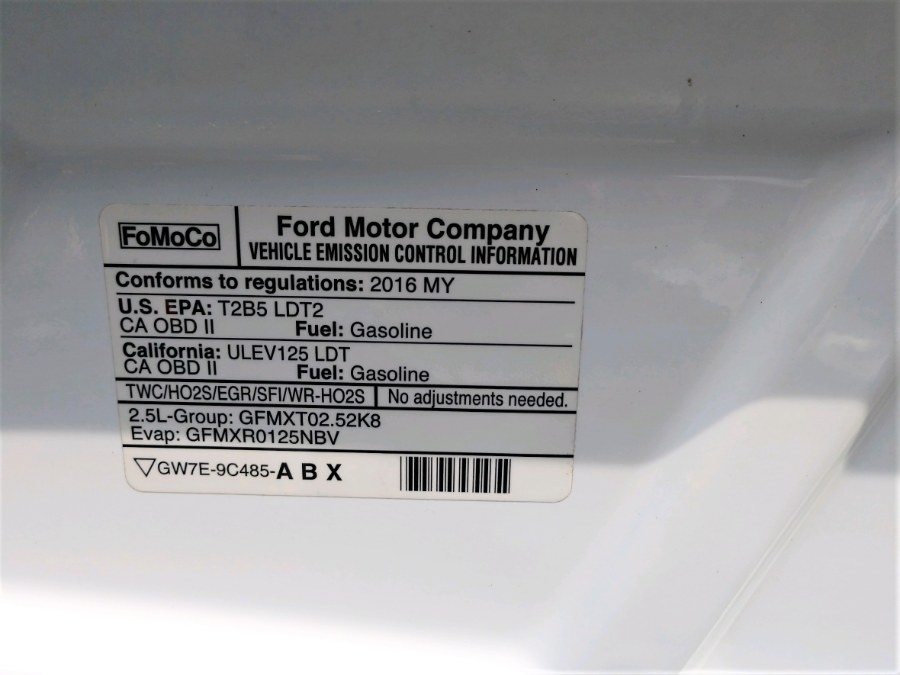 FoMoCo
Ford Motor Company
VEHICLE EMISSION CONTROL INFORMATION
Conforms to regulations: 2016 MY
U.S. EPA: T2B5 LDT2
CA OBD II Fuel: Gasoline
California: ULEV125 LDT
CA OBD II Fuel: Gasoline
TWC/HO2S/EGR/SFI/WR-HO2S No adjustments needed.
2.5L-Group: GFMXT02.52K8
Evap: GFMXR0125NBV
GW7E-9C485-A B X